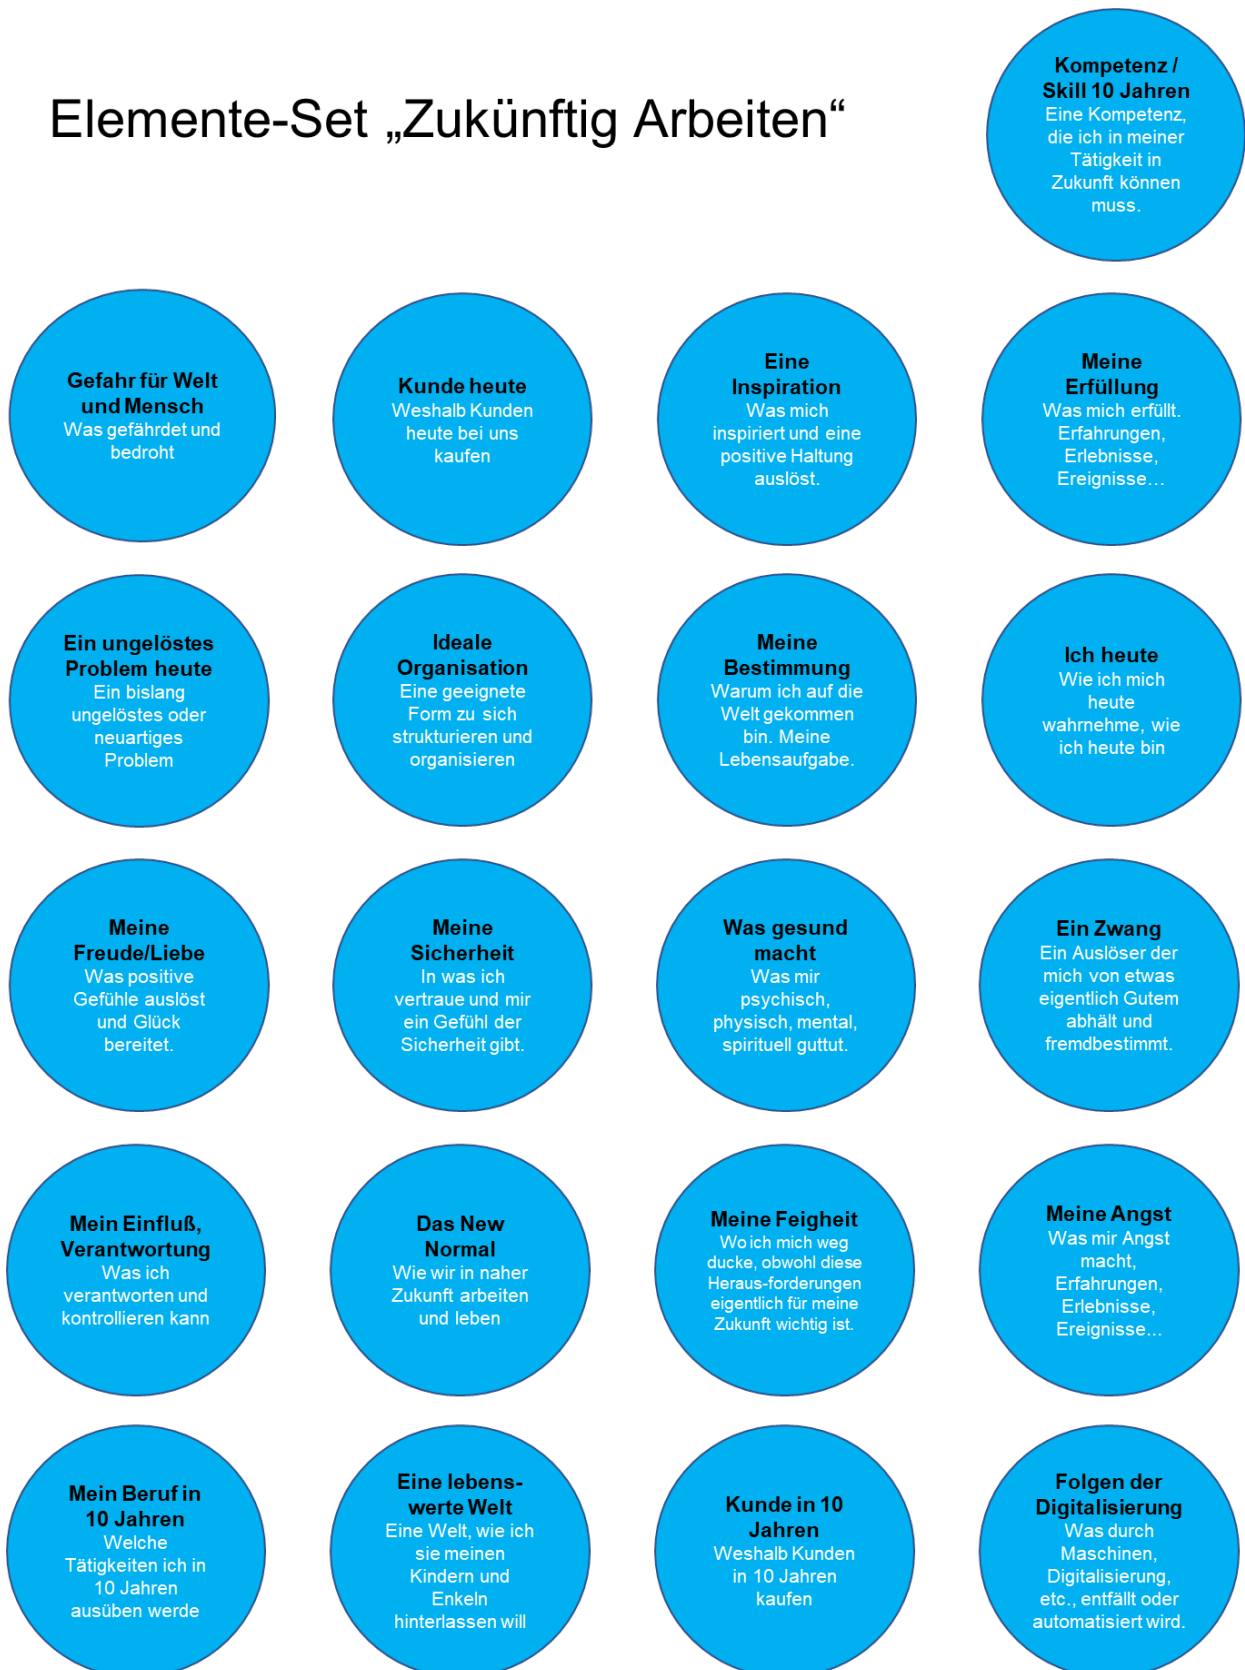 Elemente-Set „Zukünftig Arbeiten“
Kompetenz /
Skill 10 Jahren
Eine Kompetenz,
die ich in meiner
Tätigkeit in
Zukunft können
muss.
Gefahr für Welt
und Mensch
Was gefährdet und
bedroht
Kunde heute
Weshalb Kunden
heute bei uns
kaufen
Eine
Inspiration
Was mich
inspiriert und eine
positive Haltung
auslöst.
Meine
Erfüllung
Was mich erfüllt.
Erfahrungen,
Erlebnisse,
Ereignisse…
Ein ungelöstes
Problem heute
Ein bislang
ungelöstes oder
neuartiges
Problem
Ideale
Organisation
Eine geeignete
Form zu sich
strukturieren und
organisieren
Meine
Bestimmung
Warum ich auf die
Welt gekommen
bin. Meine
Lebensaufgabe.
Ich heute
Wie ich mich
heute
wahrnehme, wie
ich heute bin
Meine
Freude/Liebe
Was positive
Gefühle auslöst
und Glück
bereitet.
Meine
Sicherheit
In was ich
vertraue und mir
ein Gefühl der
Sicherheit gibt.
Was gesund
macht
Was mir
psychisch,
physisch, mental,
spirituell guttut.
Ein Zwang
Ein Auslöser der
mich von etwas
eigentlich Gutem
abhält und
fremdbestimmt.
Mein Einfluß,
Verantwortung
Was ich
verantworten und
kontrollieren kann
Das New
Normal
Wie wir in naher
Zukunft arbeiten
und leben
Meine Feigheit
Wo ich mich weg
ducke, obwohl diese
Heraus-forderungen
eigentlich für meine
Zukunft wichtig ist.
Meine Angst
Was mir Angst
macht,
Erfahrungen,
Erlebnisse,
Ereignisse…
Mein Beruf in
10 Jahren
Welche
Tätigkeiten ich in
10 Jahren
ausüben werde
Eine lebens-
werte Welt
Eine Welt, wie ich
sie meinen
Kindern und
Enkeln
hinterlassen will
Kunde in 10
Jahren
Weshalb Kunden
in 10 Jahren
kaufen
Folgen der
Digitalisierung
Was durch
Maschinen,
Digitalisierung,
etc., entfällt oder
automatisiert wird.